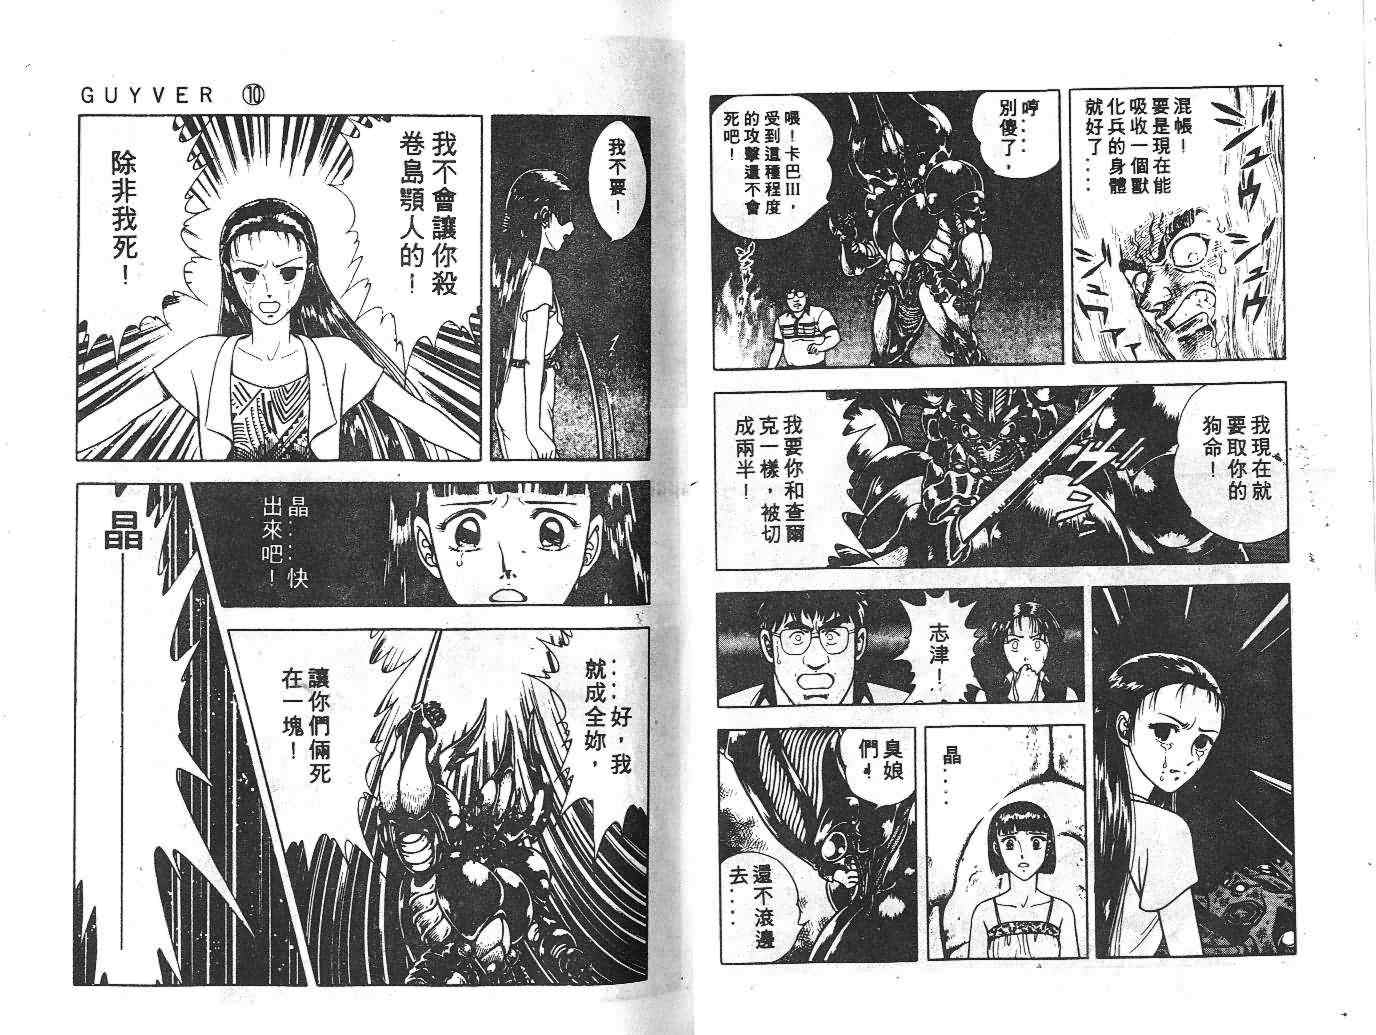 GUYVER ⑩
混帳！
要是現在能
吸收一個獸
化兵的身體
就好了‥‥
ジュウ
ジュウ
哼‥‥
別傻了，
喂！卡巴Ⅲ，
受到這種程度
的攻擊還不會
死吧！
我現在就
要取你的
狗命！
我要你和查爾
克一樣，被切
成兩半！
志津！
晶‥‥
臭娘
們！
還不滾邊
去‥‥
我不要！
我不會讓你殺
卷島顎人的！
除非我死！
晶‥‥快
出來吧！
晶——
‥‥好，我
就成全妳，
讓你們倆死
在一塊！